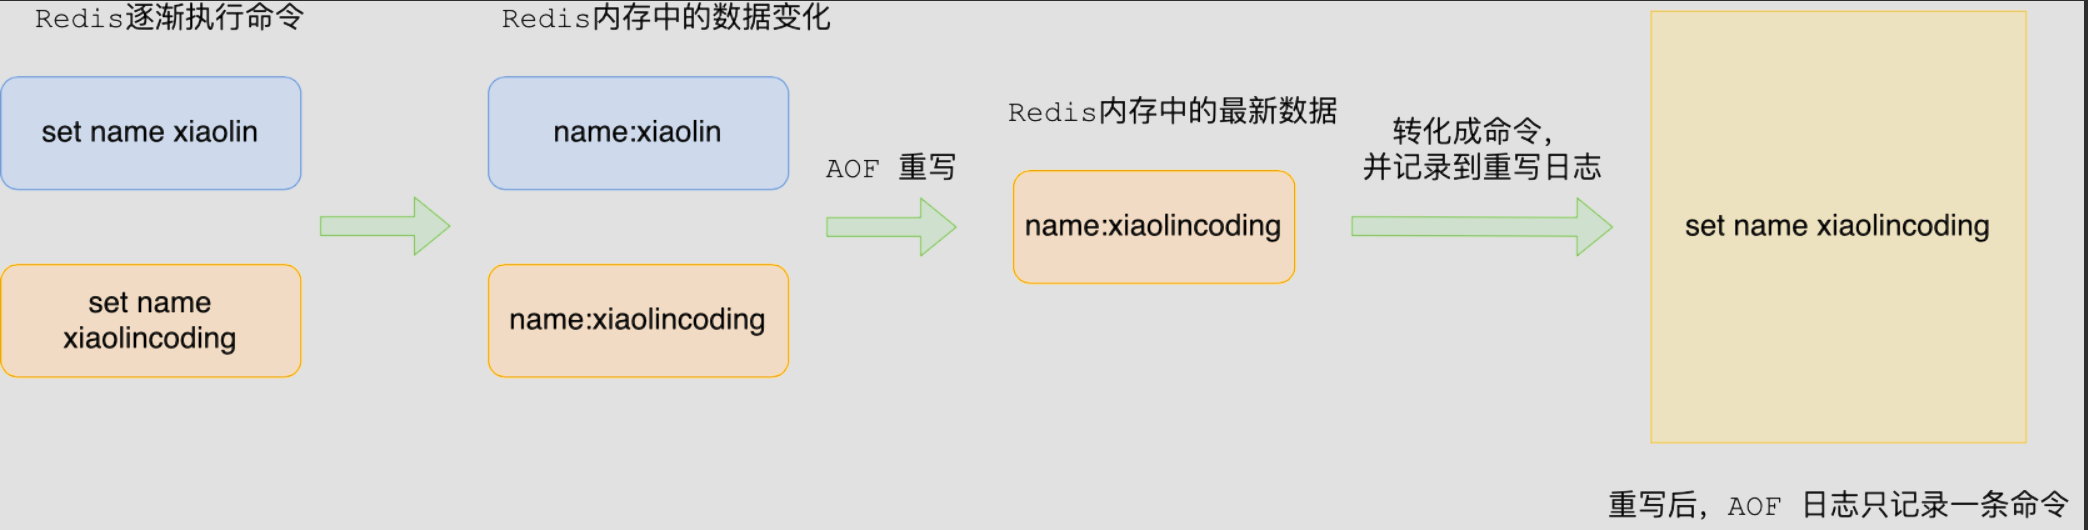 Redis逐渐执行命令
Redis内存中的数据变化
set name xiaolin
name:xiaolin
AOF 重写
Redis内存中的最新数据
转化成命令，
并记录到重写日志
name:xiaolincoding
set name xiaolincoding
set name
xiaolincoding
name:xiaolincoding
重写后，AOF 日志只记录一条命令